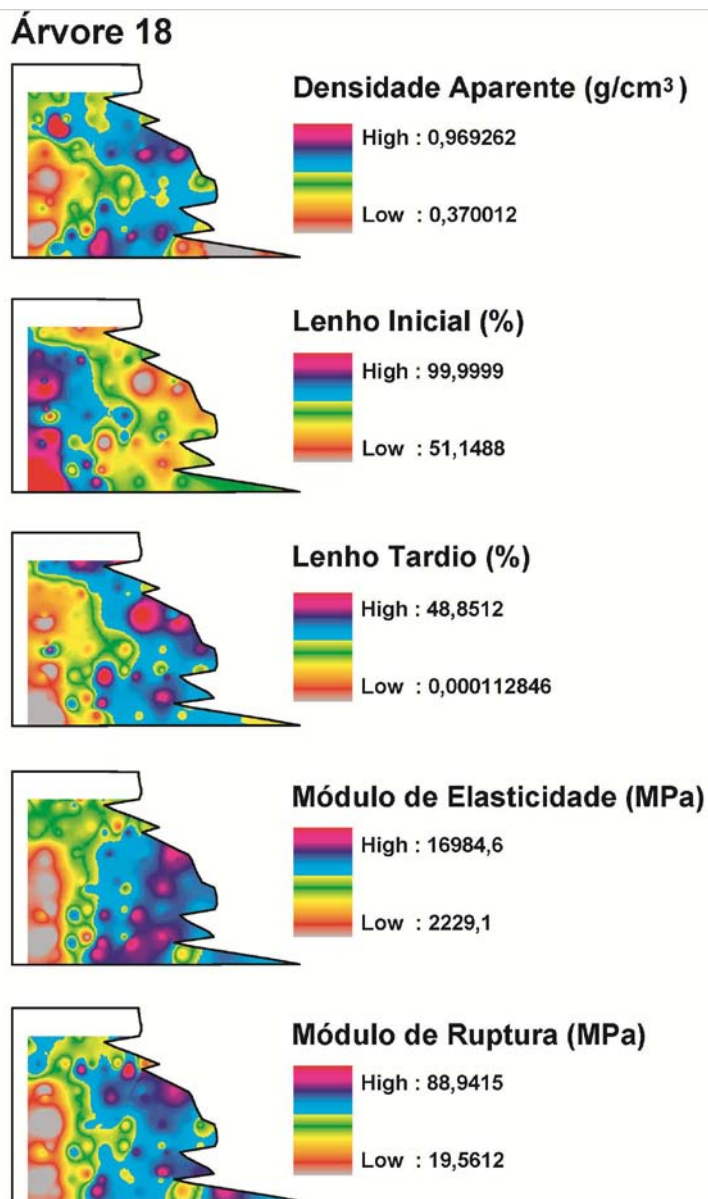 Árvore 18
Densidade Aparente (g/cm³)
High : 0,969262
Low : 0,370012
Lenho Inicial (%)
High : 99,9999
Low : 51,1488
Lenho Tardio (%)
High : 48,8512
Low : 0,000112846
Módulo de Elasticidade (MPa)
High : 16984,6
Low : 2229,1
Módulo de Ruptura (MPa)
High : 88,9415
Low : 19,5612